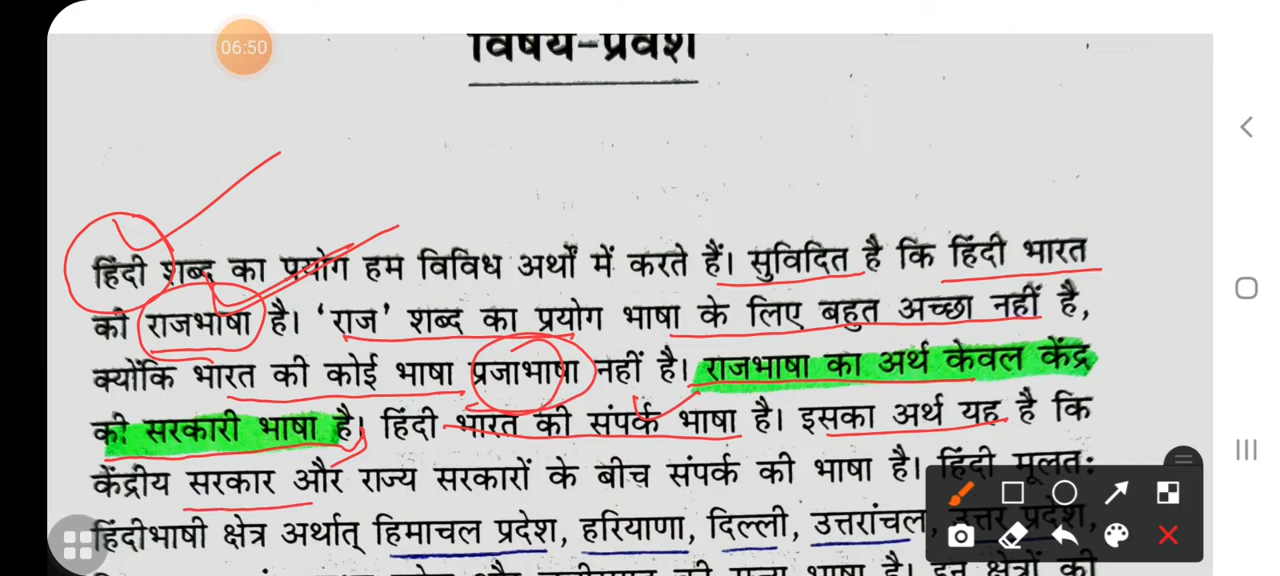 06:50
विषय-प्रवेश
हिंदी शब्द का प्रयोग हम विविध अर्थों में करते हैं। सुविदित है कि हिंदी भारत
की राजभाषा है। ‘राज’ शब्द का प्रयोग भाषा के लिए बहुत अच्छा नहीं है,
क्योंकि भारत की कोई भाषा प्रजाभाषा नहीं है। राजभाषा का अर्थ केवल केंद्र
की सरकारी भाषा है। हिंदी भारत की संपर्क भाषा है। इसका अर्थ यह है कि
केंद्रीय सरकार और राज्य सरकारों के बीच संपर्क की भाषा है। हिंदी मूलतः
हिंदीभाषी क्षेत्र अर्थात् हिमाचल प्रदेश, हरियाणा, दिल्ली, उत्तरांचल, उत्तर प्रदेश,
भाषा है। इन क्षेत्रों की